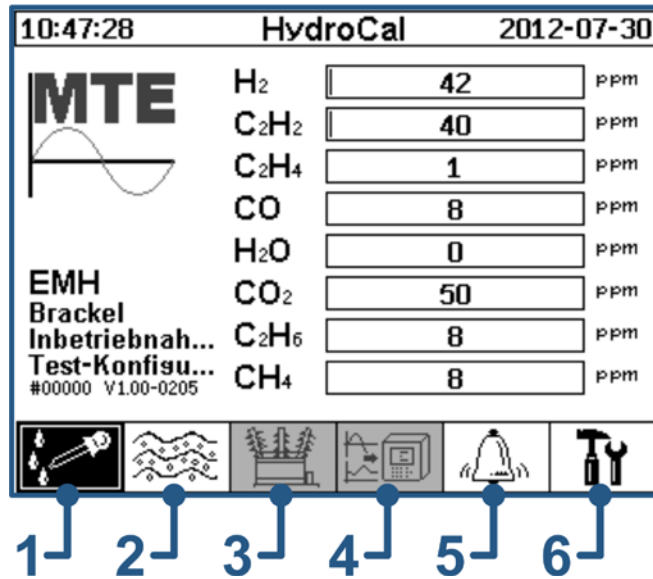 10:47:28 HydroCal 2012-07-30
MTE
H₂ 42 ppm
C₂H₂ 40 ppm
C₂H₄ 1 ppm
CO 8 ppm
H₂O 0 ppm
CO₂ 50 ppm
C₂H₆ 8 ppm
CH₄ 8 ppm
EMH
Brackel
Inbetriebnah...
Test-Konfigu...
#00000 V1.00-0205
1 2 3 4 5 6